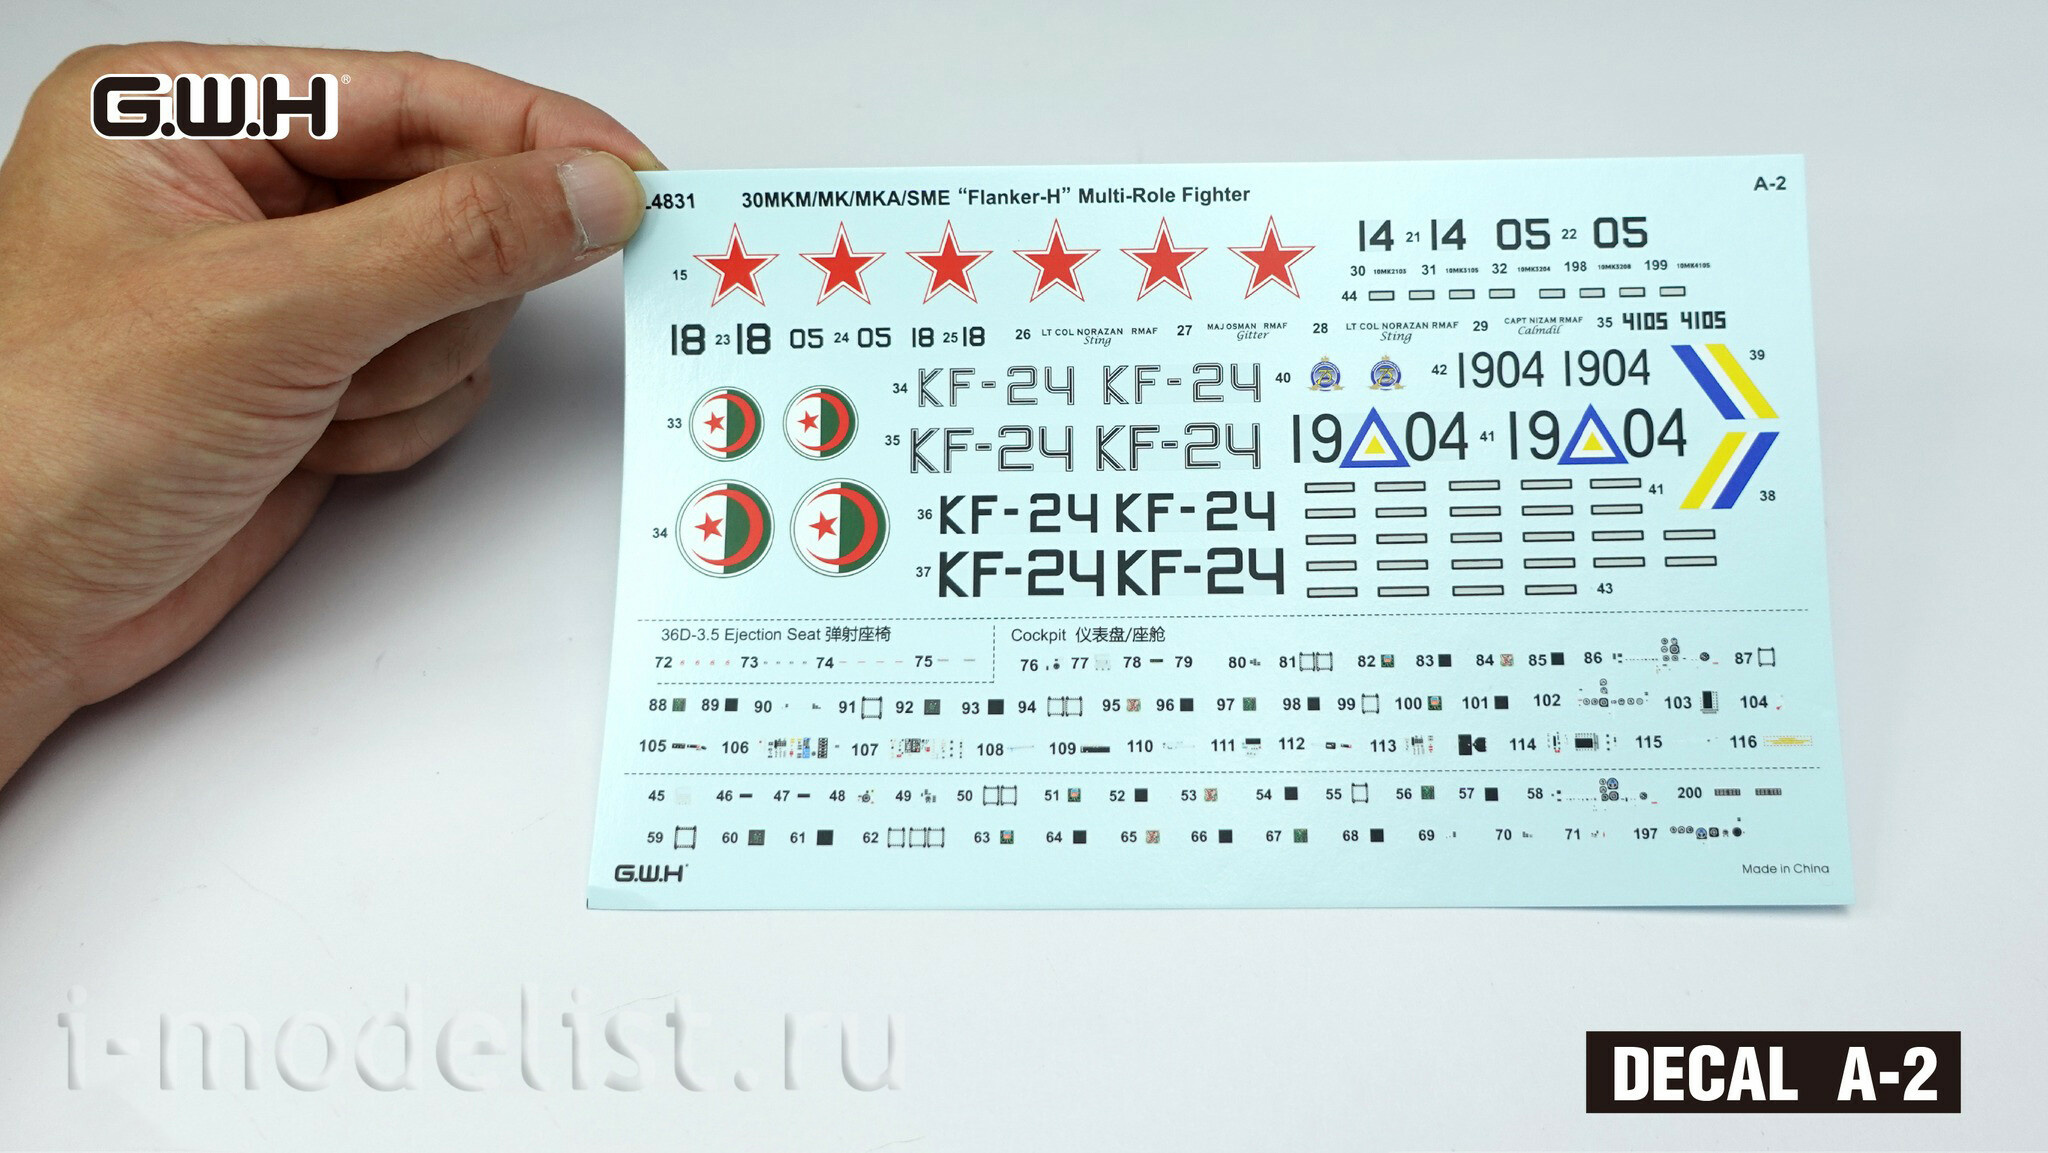 G.W.H®
L4831 30MKM/MK/MKA/SME “Flanker-H” Multi-Role Fighter A-2
15
14 21 14 05 22 05
30 10MK2103 31 10MK3105 32 10MK3204 198 10MK3208 199 10MK4105
44
18 23 18 05 24 05 18 25 18 26 LT COL NORAZAN RMAF 27 MAJ OSMAN RMAF 28 LT COL NORAZAN RMAF 29 CAPT NIZAM RMAF 35 4105 4105
Sting Gitter Sting Calmdil
33 34 KF-24 KF-24 40 42 1904 1904 39
35 KF-24 KF-24 19 04 41 19 04
34 36 KF-24 KF-24 41 38
37 KF-24 KF-24 43
36D-3.5 Ejection Seat 弹射座椅 Cockpit 仪表盘/座舱
72 73 74 75 76 77 78 79 80 81 82 83 84 85 86 87
88 89 90 91 92 93 94 95 96 97 98 99 100 101 102 103 104
105 106 107 108 109 110 111 112 113 114 115 116
45 46 47 48 49 50 51 52 53 54 55 56 57 58 200
59 60 61 62 63 64 65 66 67 68 69 70 71 197
G.W.H Made in China
i-modelist.ru
DECAL A-2